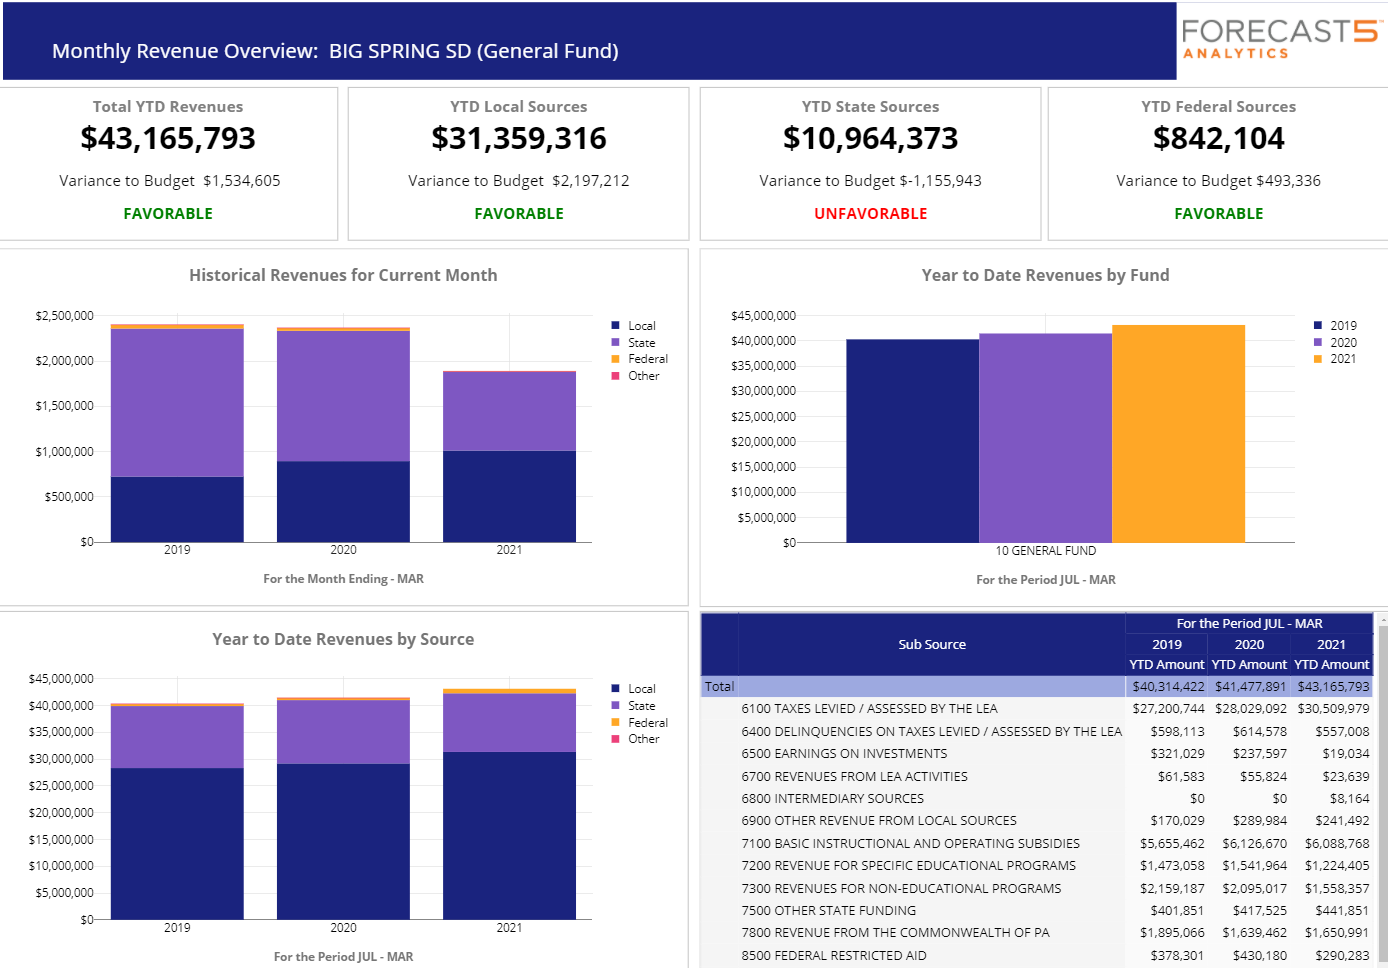 Monthly Revenue Overview:  BIG SPRING SD (General Fund)
FORECAST5™
ANALYTICS
Total YTD Revenues
$43,165,793
Variance to Budget  $1,534,605
FAVORABLE
YTD Local Sources
$31,359,316
Variance to Budget  $2,197,212
FAVORABLE
YTD State Sources
$10,964,373
Variance to Budget $-1,155,943
UNFAVORABLE
YTD Federal Sources
$842,104
Variance to Budget $493,336
FAVORABLE
Historical Revenues for Current Month
$2,500,000
$2,000,000
$1,500,000
$1,000,000
$500,000
$0
2019 2020 2021
For the Month Ending - MAR
Local
State
Federal
Other
Year to Date Revenues by Fund
$45,000,000
$40,000,000
$35,000,000
$30,000,000
$25,000,000
$20,000,000
$15,000,000
$10,000,000
$5,000,000
$0
10 GENERAL FUND
For the Period JUL - MAR
2019
2020
2021
Year to Date Revenues by Source
$45,000,000
$40,000,000
$35,000,000
$30,000,000
$25,000,000
$20,000,000
$15,000,000
$10,000,000
$5,000,000
$0
2019 2020 2021
For the Period JUL - MAR
Local
State
Federal
Other
For the Period JUL - MAR
Sub Source 2019 2020 2021
YTD Amount YTD Amount YTD Amount
Total $40,314,422 $41,477,891 $43,165,793
6100 TAXES LEVIED / ASSESSED BY THE LEA $27,200,744 $28,029,092 $30,509,979
6400 DELINQUENCIES ON TAXES LEVIED / ASSESSED BY THE LEA $598,113 $614,578 $557,008
6500 EARNINGS ON INVESTMENTS $321,029 $237,597 $19,034
6700 REVENUES FROM LEA ACTIVITIES $61,583 $55,824 $23,639
6800 INTERMEDIARY SOURCES $0 $0 $8,164
6900 OTHER REVENUE FROM LOCAL SOURCES $170,029 $289,984 $241,492
7100 BASIC INSTRUCTIONAL AND OPERATING SUBSIDIES $5,655,462 $6,126,670 $6,088,768
7200 REVENUE FOR SPECIFIC EDUCATIONAL PROGRAMS $1,473,058 $1,541,964 $1,224,405
7300 REVENUES FOR NON-EDUCATIONAL PROGRAMS $2,159,187 $2,095,017 $1,558,357
7500 OTHER STATE FUNDING $401,851 $417,525 $441,851
7800 REVENUE FROM THE COMMONWEALTH OF PA $1,895,066 $1,639,462 $1,650,991
8500 FEDERAL RESTRICTED AID $378,301 $430,180 $290,283